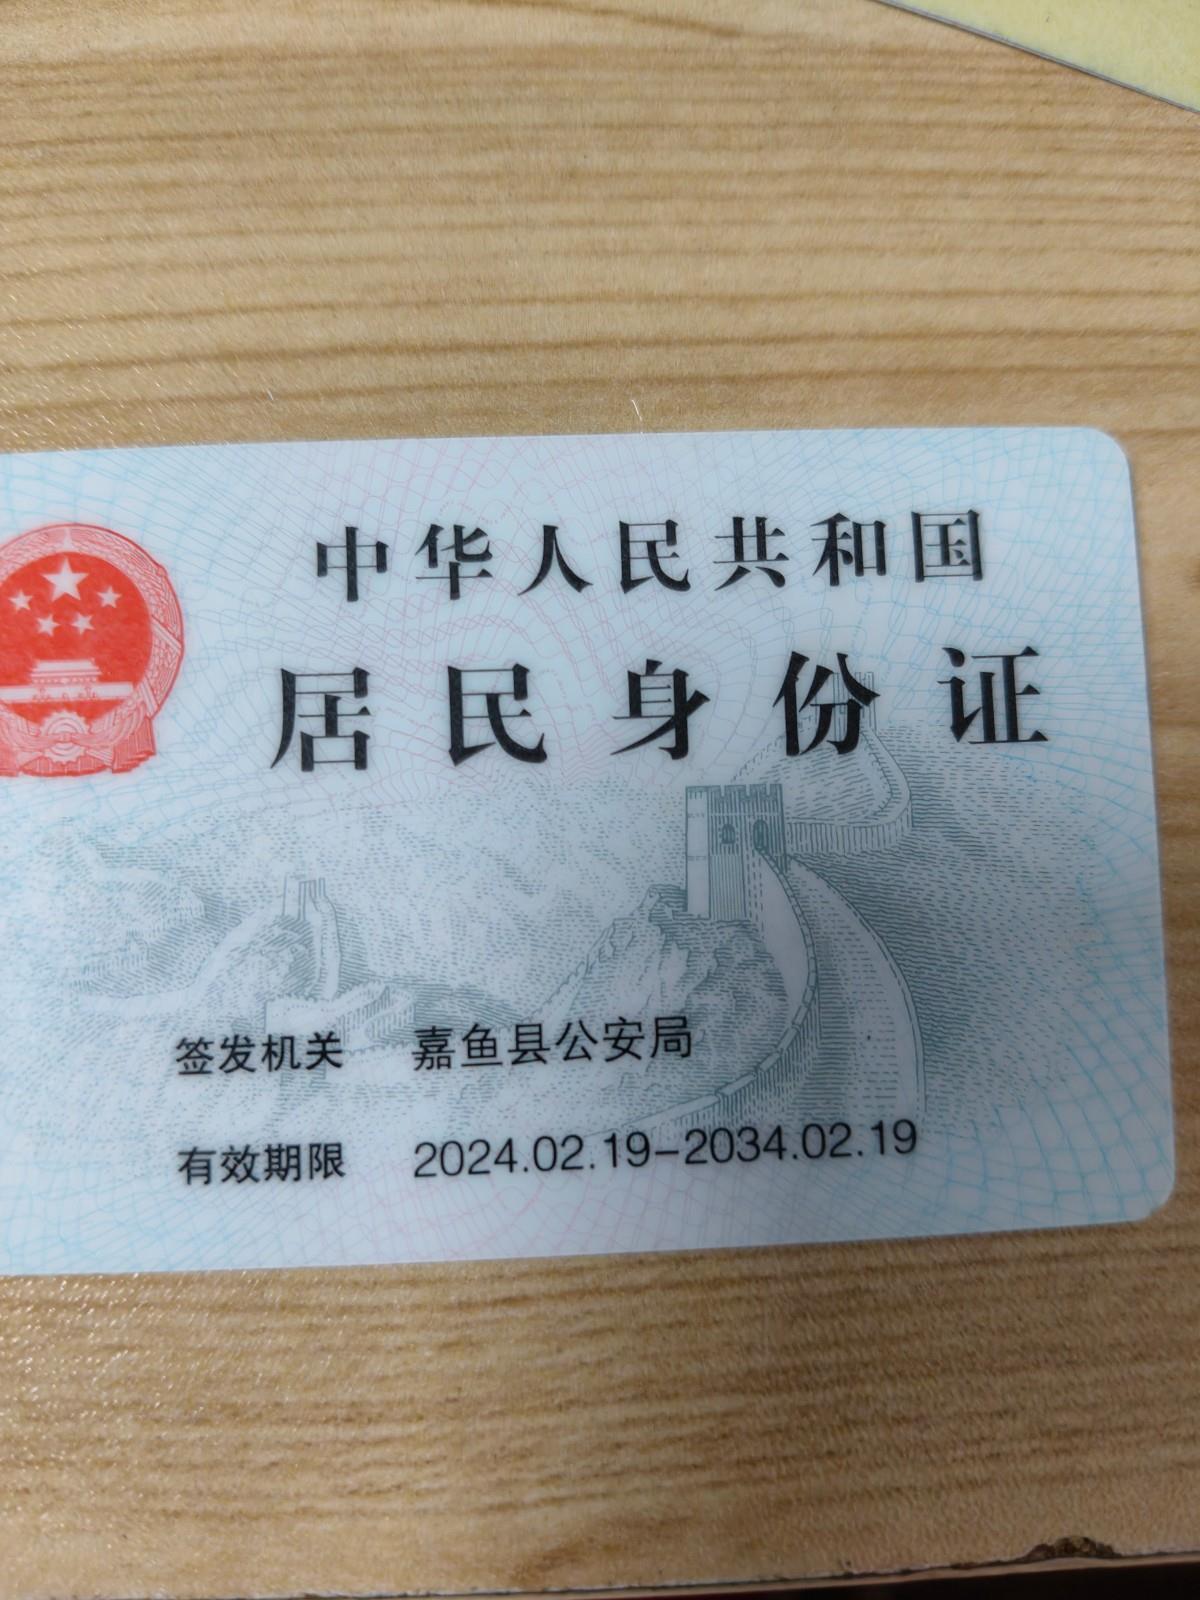 中华人民共和国
居民身份证
签发机关 嘉鱼县公安局
有效期限 2024.02.19-2034.02.19